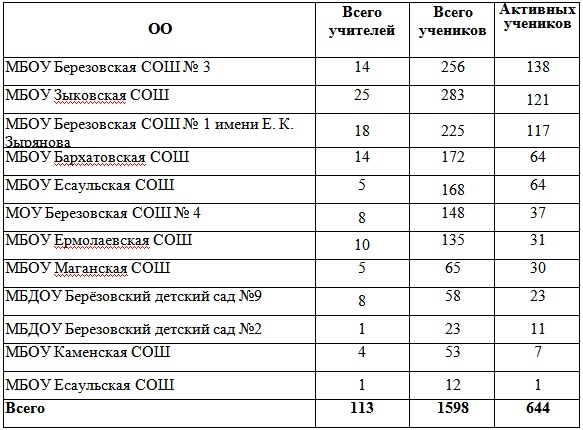 ОО Всего учителей Всего учеников Активных учеников
МБОУ Березовская СОШ № 3 14 256 138
МБОУ Зыковская СОШ 25 283 121
МБОУ Березовская СОШ № 1 имени Е. К. Зырянова 18 225 117
МБОУ Бархатовская СОШ 14 172 64
МБОУ Есаульская СОШ 5 168 64
МОУ Березовская СОШ № 4 8 148 37
МБОУ Ермолаевская СОШ 10 135 31
МБОУ Маганская СОШ 5 65 30
МБДОУ Берёзовский детский сад №9 8 58 23
МБДОУ Березовский детский сад №2 1 23 11
МБОУ Каменская СОШ 4 53 7
МБОУ Есаульская СОШ 1 12 1
Всего 113 1598 644